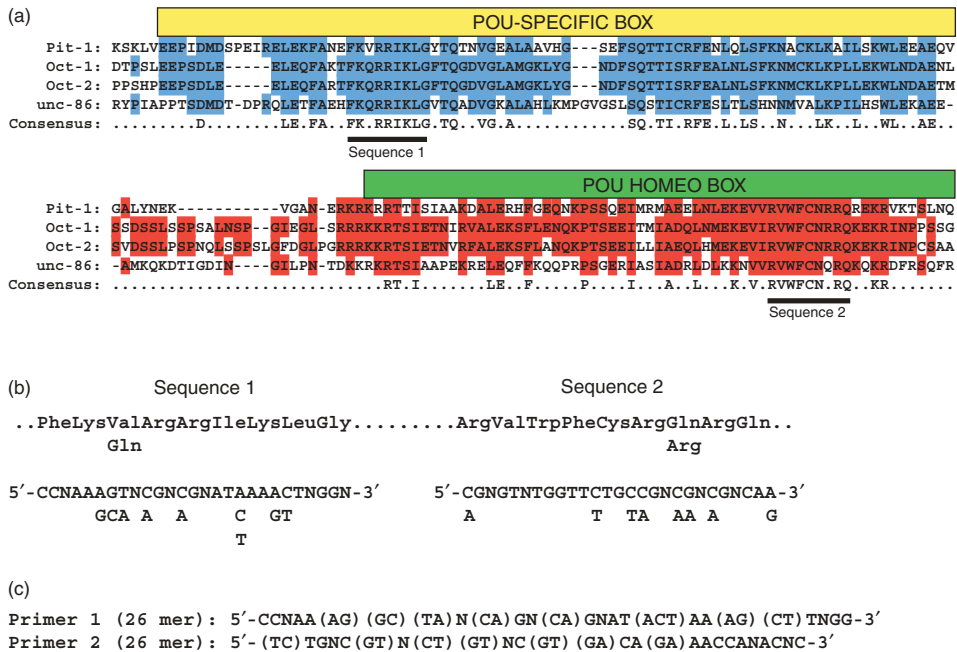 (a)
POU-SPECIFIC BOX
Pit-1: KSKLVEEPIDMDSPEIRELEKFANEFKVRRIKLGYTQTNVGEALAAVHG---SEFSQTTICRFENLQLSFKNACKLKAILSKWLEEAEQV
Oct-1: DTPSLEEPSDLE-----ELEQFAKTFKQRRIKLGFTQGDVGLAMGKLYG---NDFSQTTISRFEALNLSFKNMCKLKPLLEKWLNDAENL
Oct-2: PPSHPEEPSDLE-----ELEQFAKTFKQRRIKLGFTQGDVGLAMGKLYG---NDFSQTTISRFEALNLSFKNMCKLKPLLEKWLNDAETM
unc-86: RYPIAPPTSDMDT-DPRQLETFAEHFKQRRIKLGVTQADVGKALAHLKMPGVGSLSQSTICRFESLTLSHNNMVALKPILHSWLEKAEE-
Consensus: .........D........LE.FA..FK.RRIKLG.TQ..VG.A............SQ.TI.RFE.L.LS..N...LK..L..WL..AE..
Sequence 1
POU HOMEO BOX
Pit-1: GALYNEK-----------VGAN-ERKRKRRTTISIAAKDALERHFGEQNKPSSQEIMRMAEELNLEKEVVRVWFCNRRQREKRVKTSLNQ
Oct-1: SSDSSLSSPSALNSP--GIEGL-SRRRKKRTSIETNIRVALEKSFLENQKPTSEEITMIADQLNMEKEVIRVWFCNRRQKEKRINPPSSG
Oct-2: SVDSSLPSPNQLSSPSLGFDGLPGRRRKKRTSIETNVRFALEKSFLANQKPTSEEILLIAEQLHMEKEVIRVWFCNRRQKEKRINPCSAA
unc-86: -AMKQKDTIGDIN----GILPN-TDKKRKRTSIAAPEKRELEQFFKQQPRPSGERIASIADRLDLKKNVVRVWFCNQRQKQKRDFRSQFR
Consensus: .............................RT.I.......LE..F.....P....I...A..L...K.V.RVWFCN.RQ..KR.......
Sequence 2
(b)
Sequence 1 Sequence 2
..PheLysValArgArgIleLysLeuGly.........ArgValTrpPheCysArgGlnArgGln..
Gln Arg
5′-CCNAAAGTNCGNCGNATAAAACTNGGN-3′ 5′-CGNGTNTGGTTCTGCCGNCGNCGNCAA-3′
GCA A A C GT A T TA AA A G
T
(c)
Primer 1 (26 mer): 5′-CCNAA(AG)(GC)(TA)N(CA)GN(CA)GNAT(ACT)AA(AG)(CT)TNGG-3′
Primer 2 (26 mer): 5′-(TC)TGNC(GT)N(CT)(GT)NC(GT)(GA)CA(GA)AACCANACNC-3′